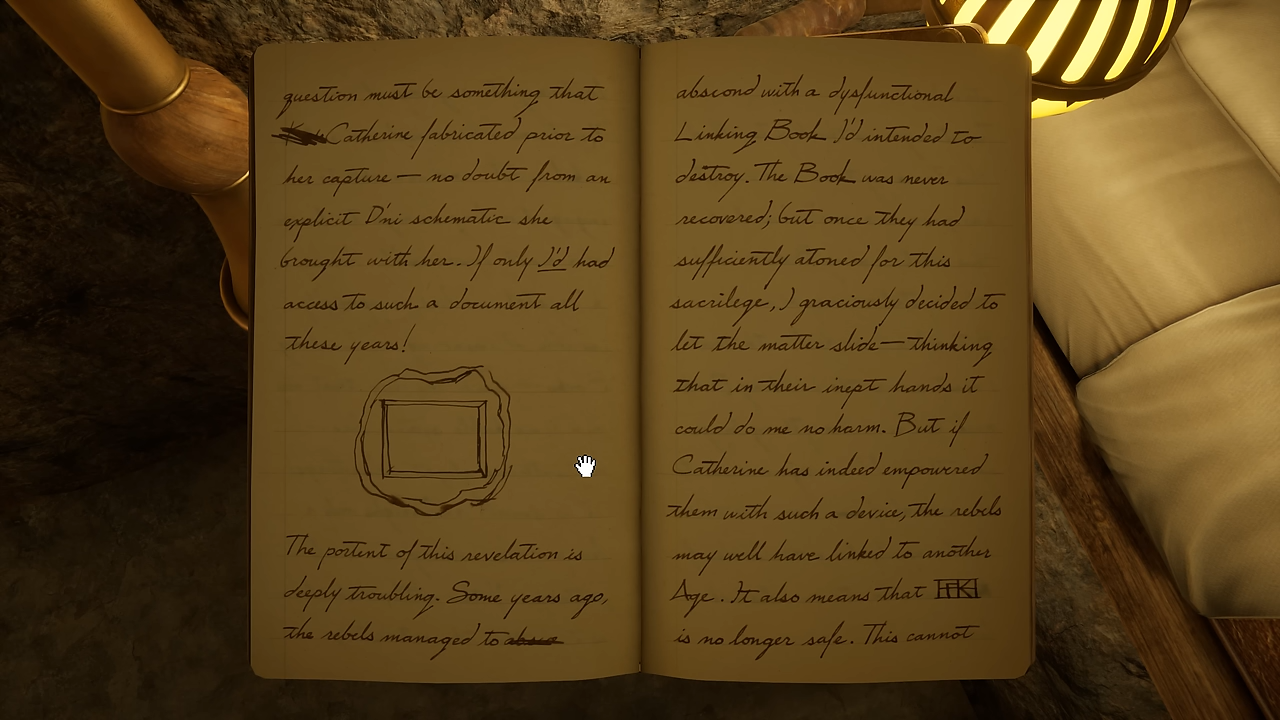 question must be something that
Catherine fabricated prior to
her capture — no doubt from an
explicit D'ni schematic she
brought with her. If only I'd had
access to such a document all
these years!
The portent of this revelation is
deeply troubling. Some years ago,
the rebels managed to
abscond with a dysfunctional
Linking Book I'd intended to
destroy. The Book was never
recovered; but once they had
sufficiently atoned for this
sacrilege, I graciously decided to
let the matter slide — thinking
that in their inept hands it
could do me no harm. But if
Catherine has indeed empowered
them with such a device, the rebels
may well have linked to another
Age. It also means that
is no longer safe. This cannot